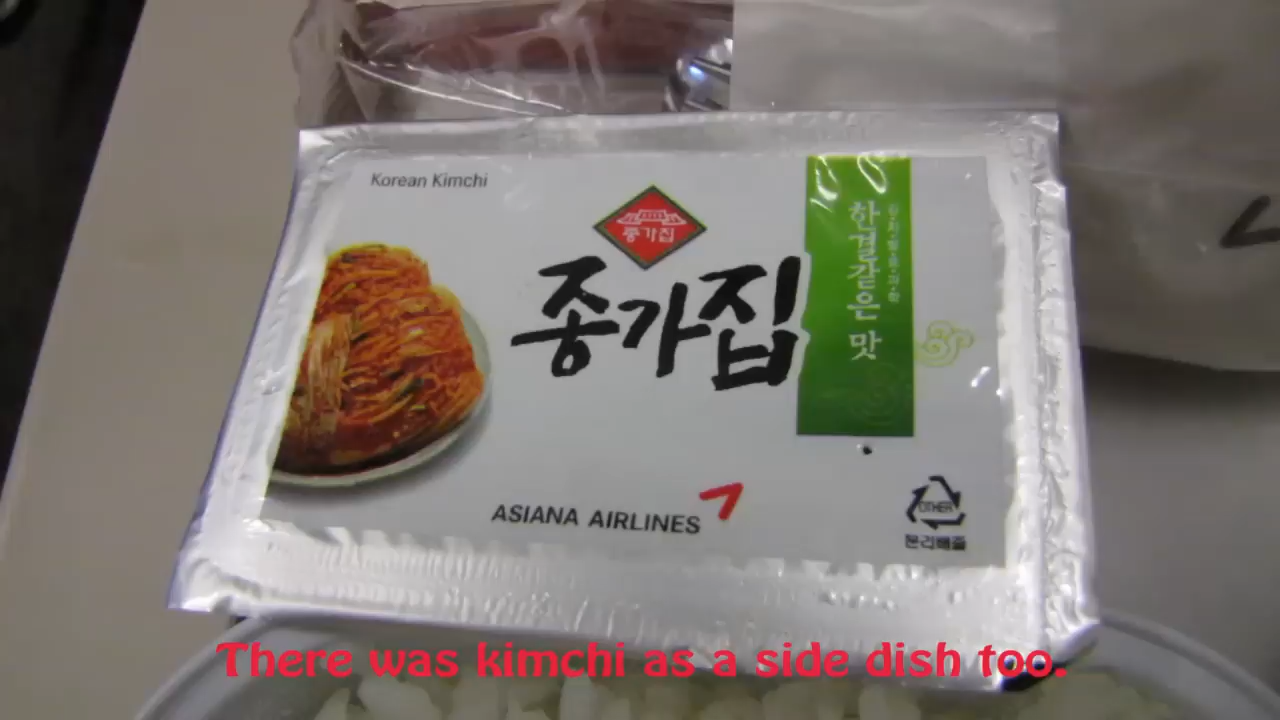 Korean Kimchi
종가집
종가집
한결같은 맛
ASIANA AIRLINES
OTHER
분리배출
There was kimchi as a side dish too.